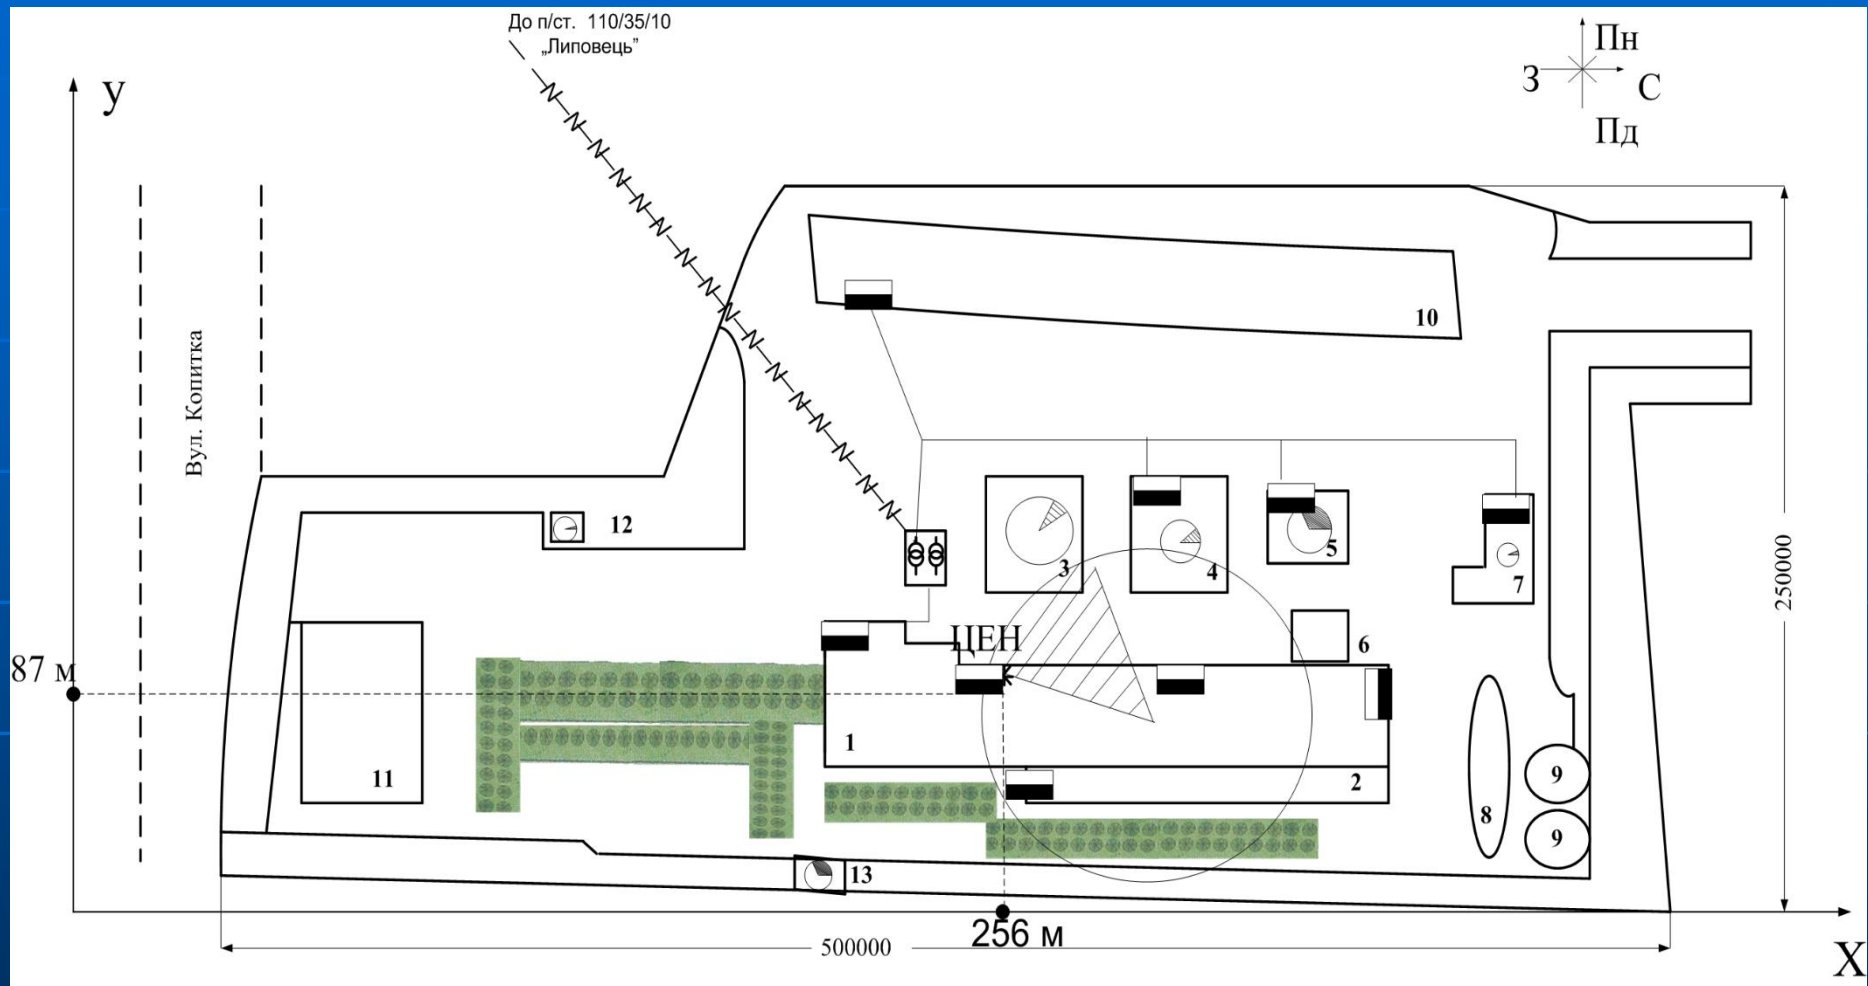 До п/ст. 110/35/10
„Липовець”
Пн
З
С
Пд
у
Вул. Копитка
10
12
3
4
5
7
250000
ЦЕН
6
87 м
1
11
2
8
9
9
13
256 м
500000
Х